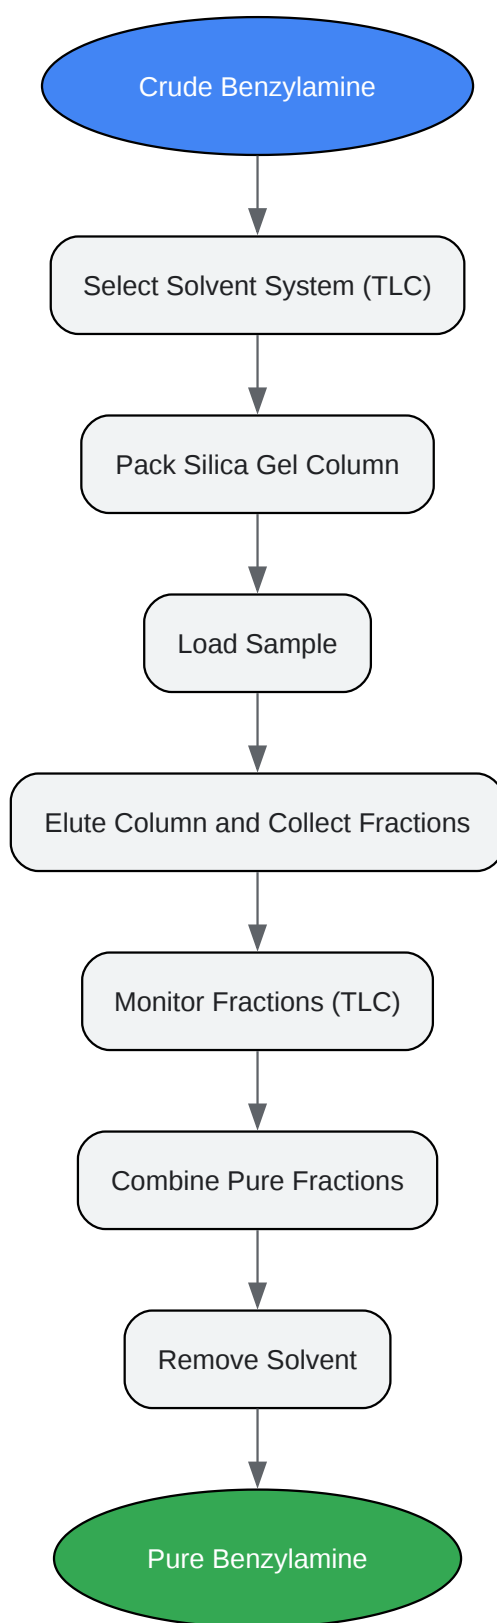 Crude Benzylamine
Select Solvent System (TLC)
Pack Silica Gel Column
Load Sample
Elute Column and Collect Fractions
Monitor Fractions (TLC)
Combine Pure Fractions
Remove Solvent
Pure Benzylamine